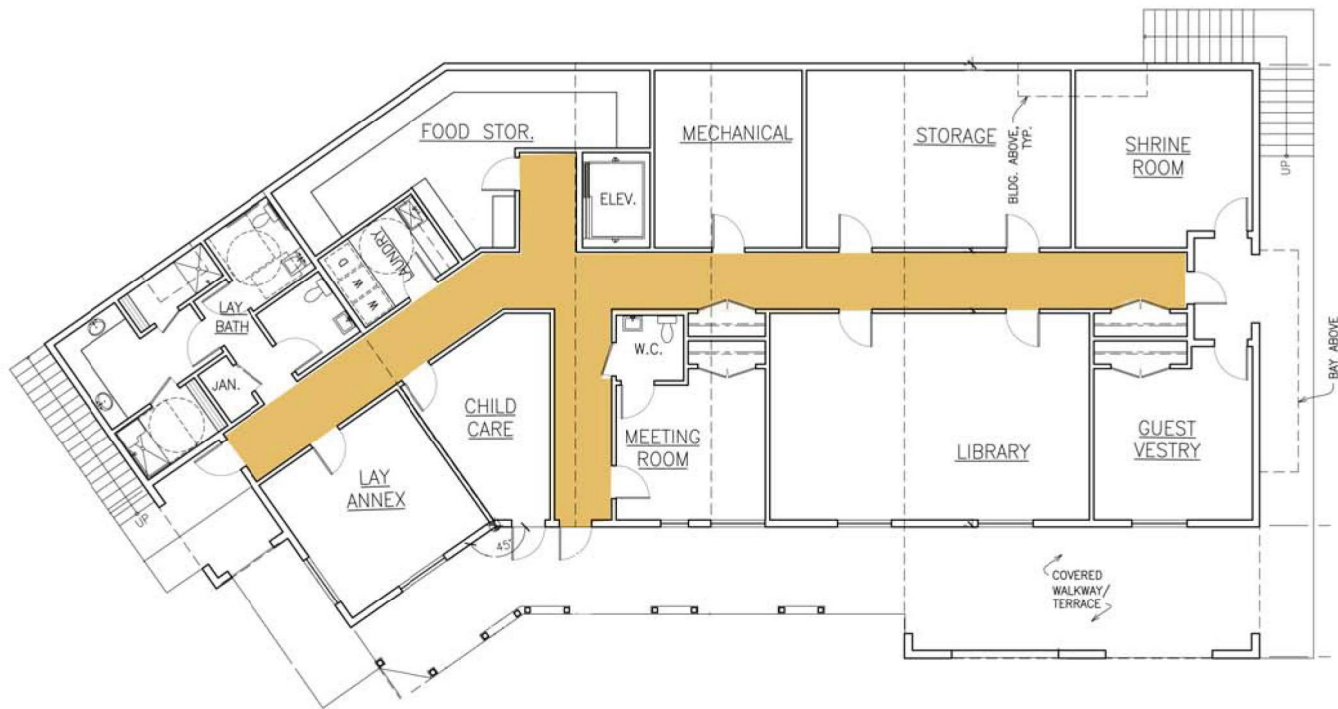 FOOD STOR.
MECHANICAL
STORAGE
BLDG. ABOVE,
TYP.
SHRINE
ROOM
UP
ELEV.
LAUNDRY
W
W
D
LAY
BATH
JAN.
W.C.
CHILD
CARE
MEETING
ROOM
LIBRARY
GUEST
VESTRY
BAY ABOVE
LAY
ANNEX
UP
45°
COVERED
WALKWAY/
TERRACE